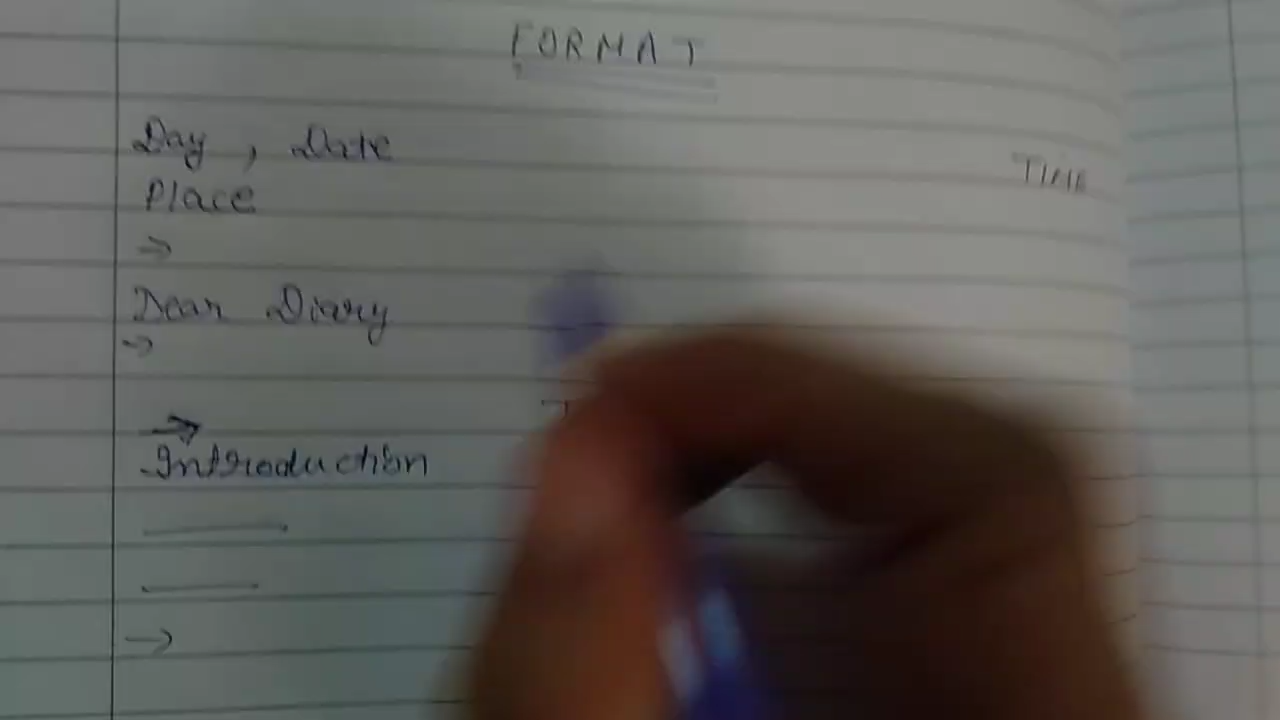 FORMAT
Day, Date
TIME
Place
→
Dear Diary
→
→
Introduction
→